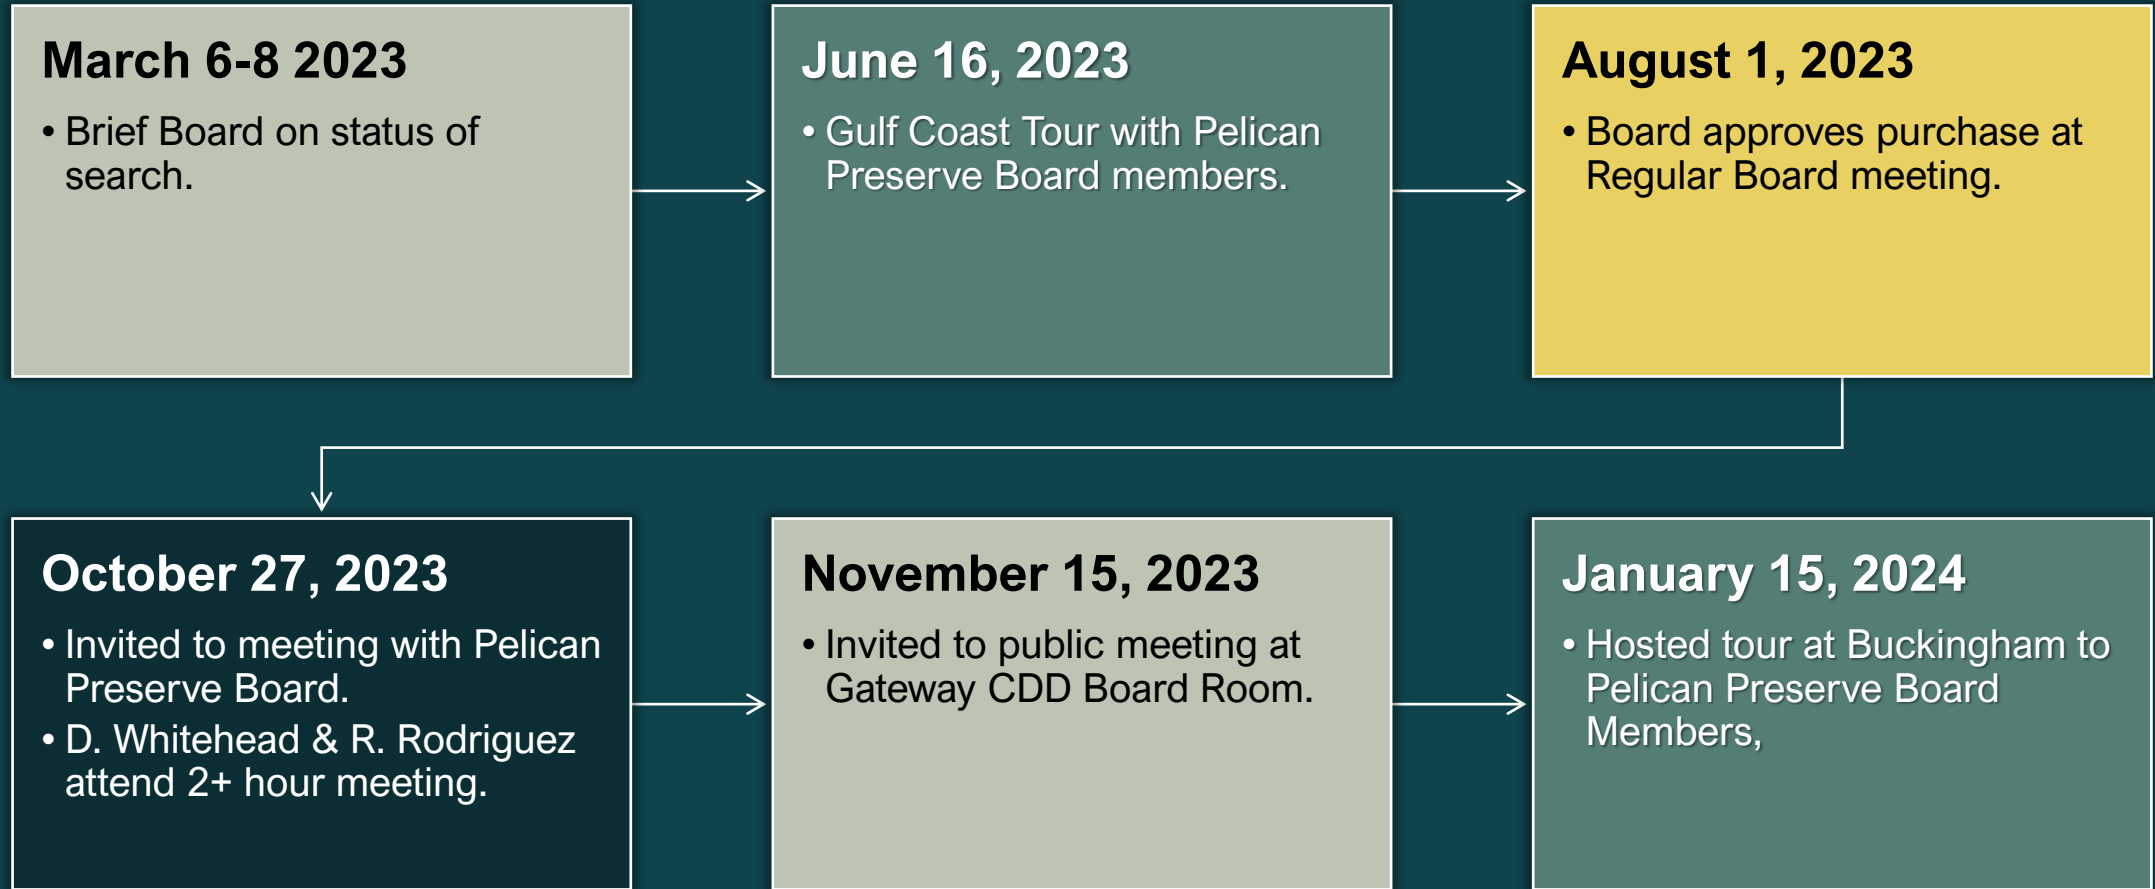 March 6-8 2023
• Brief Board on status of
search.
June 16, 2023
• Gulf Coast Tour with Pelican
Preserve Board members.
August 1, 2023
• Board approves purchase at
Regular Board meeting.
October 27, 2023
• Invited to meeting with Pelican
Preserve Board.
• D. Whitehead & R. Rodriguez
attend 2+ hour meeting.
November 15, 2023
• Invited to public meeting at
Gateway CDD Board Room.
January 15, 2024
• Hosted tour at Buckingham to
Pelican Preserve Board
Members,